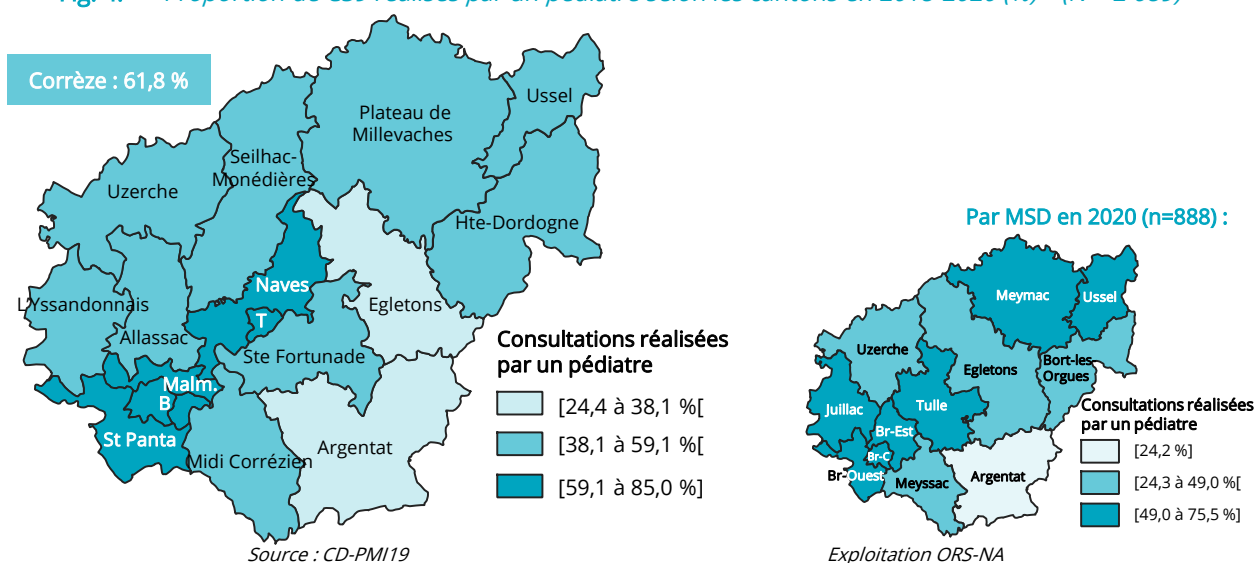 Corrèze : 61,8 %
Ussel
Plateau de
Millevaches
Seilhac-
Monédières
Uzerche
Hte-Dordogne
Naves
L'Yssandonnais
Egletons
T
Allassac
Ste Fortunade
Malm.
B
St Panta
Argentat
Midi Corrézien
Consultations réalisées
par un pédiatre
[24,4 à 38,1 %[
[38,1 à 59,1 %[
[59,1 à 85,0 %]
Source : CD-PMI19
Par MSD en 2020 (n=888) :
Meymac
Ussel
Uzerche
Bort-les-
Orgues
Egletons
Juillac
Tulle
Br-Est
Br-C
Br-Ouest
Meyssac
Argentat
Consultations réalisées
par un pédiatre
[24,2 %]
[24,3 à 49,0 %[
[49,0 à 75,5 %]
Exploitation ORS-NA